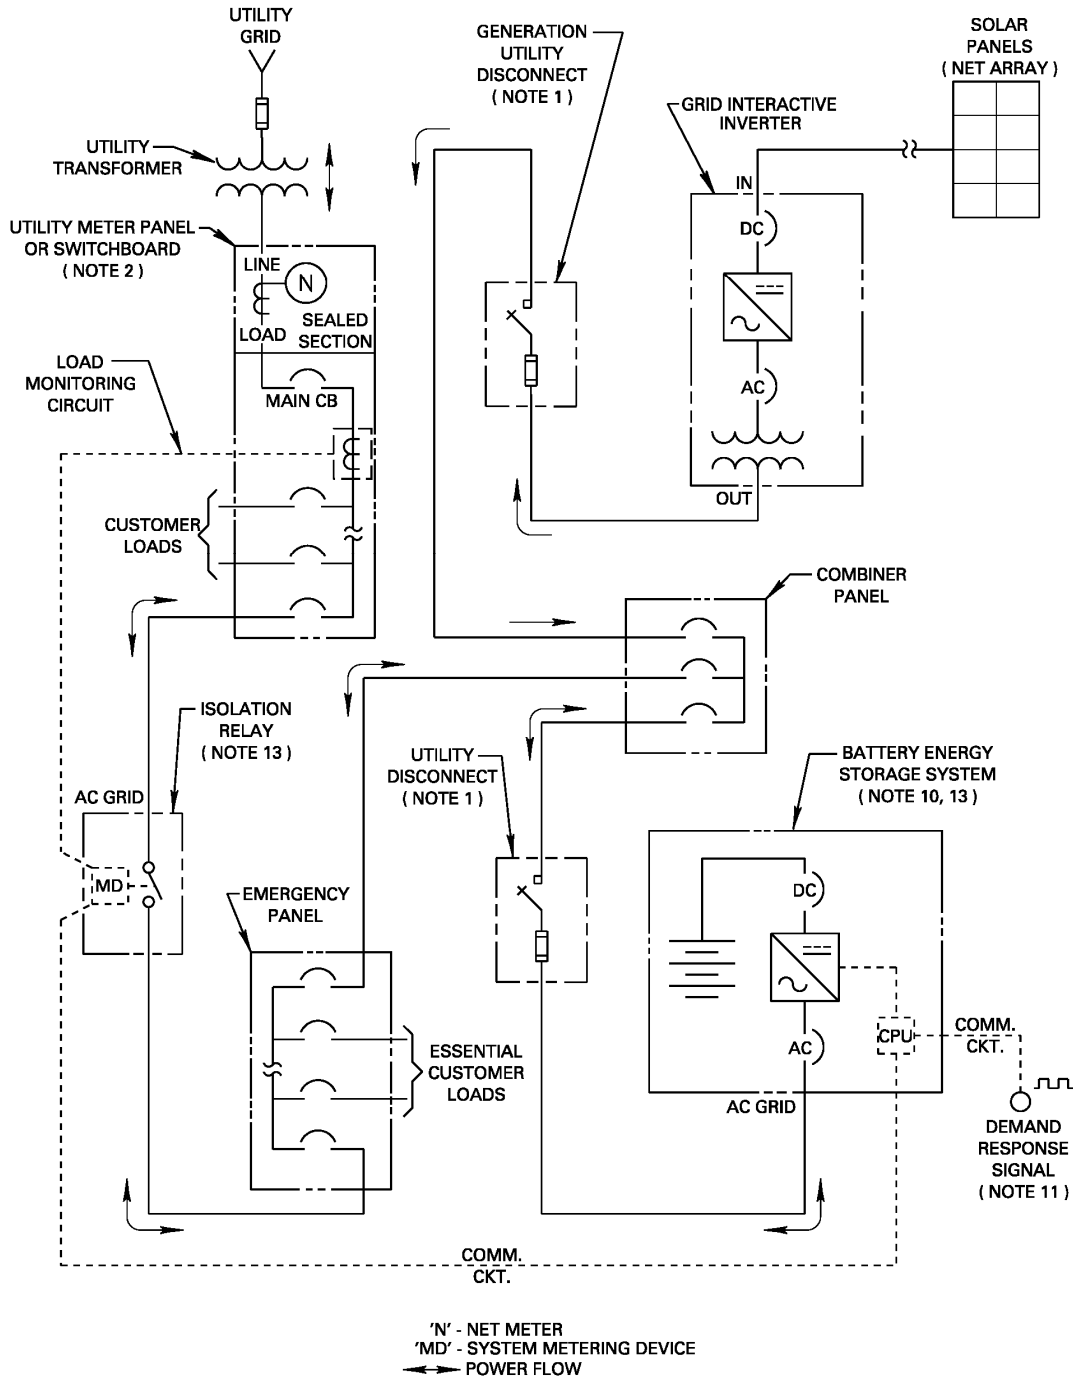 UTILITY
GRID
UTILITY
TRANSFORMER
UTILITY METER PANEL
OR SWITCHBOARD
( NOTE 2 )
LINE
N
SEALED
SECTION
LOAD
LOAD
MONITORING
CIRCUIT
MAIN CB
CUSTOMER
LOADS
GENERATION
UTILITY
DISCONNECT
( NOTE 1 )
GRID INTERACTIVE
INVERTER
SOLAR
PANELS
( NET ARRAY )
IN
DC
AC
OUT
COMBINER
PANEL
ISOLATION
RELAY
( NOTE 13 )
AC GRID
MD
UTILITY
DISCONNECT
( NOTE 1 )
BATTERY ENERGY
STORAGE SYSTEM
( NOTE 10, 13 )
EMERGENCY
PANEL
ESSENTIAL
CUSTOMER
LOADS
DC
AC
CPU
AC GRID
COMM.
CKT.
DEMAND
RESPONSE
SIGNAL
( NOTE 11 )
COMM.
CKT.
'N' - NET METER
'MD' - SYSTEM METERING DEVICE
POWER FLOW